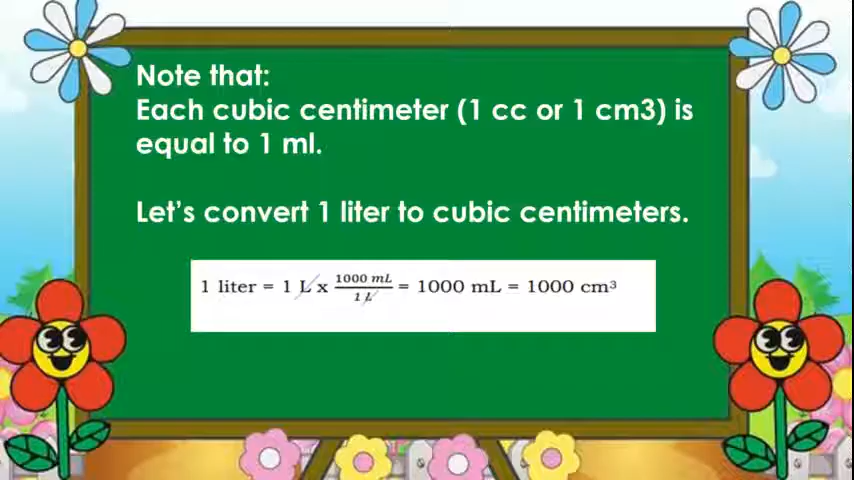 Note that:
Each cubic centimeter (1 cc or 1 cm3) is
equal to 1 ml.
Let's convert 1 liter to cubic centimeters.
1 liter = 1 L x 1000 mL / 1 L = 1000 mL = 1000 cm³